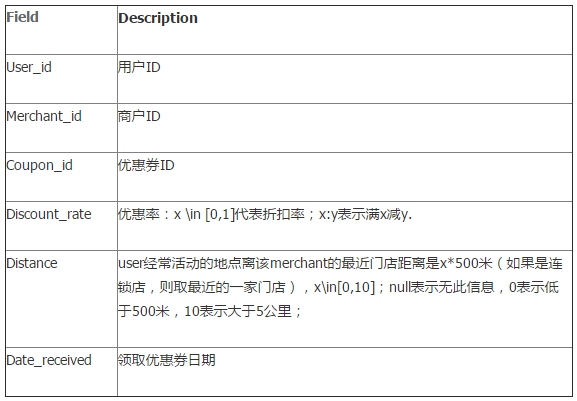 Field Description
User_id 用户ID
Merchant_id 商户ID
Coupon_id 优惠券ID
Discount_rate 优惠率：x \in [0,1]代表折扣率；x:y表示满x减y.
Distance user经常活动的地点离该merchant的最近门店距离是x*500米（如果是连
锁店，则取最近的一家门店），x\in[0,10]；null表示无此信息，0表示低
于500米，10表示大于5公里；
Date_received 领取优惠券日期